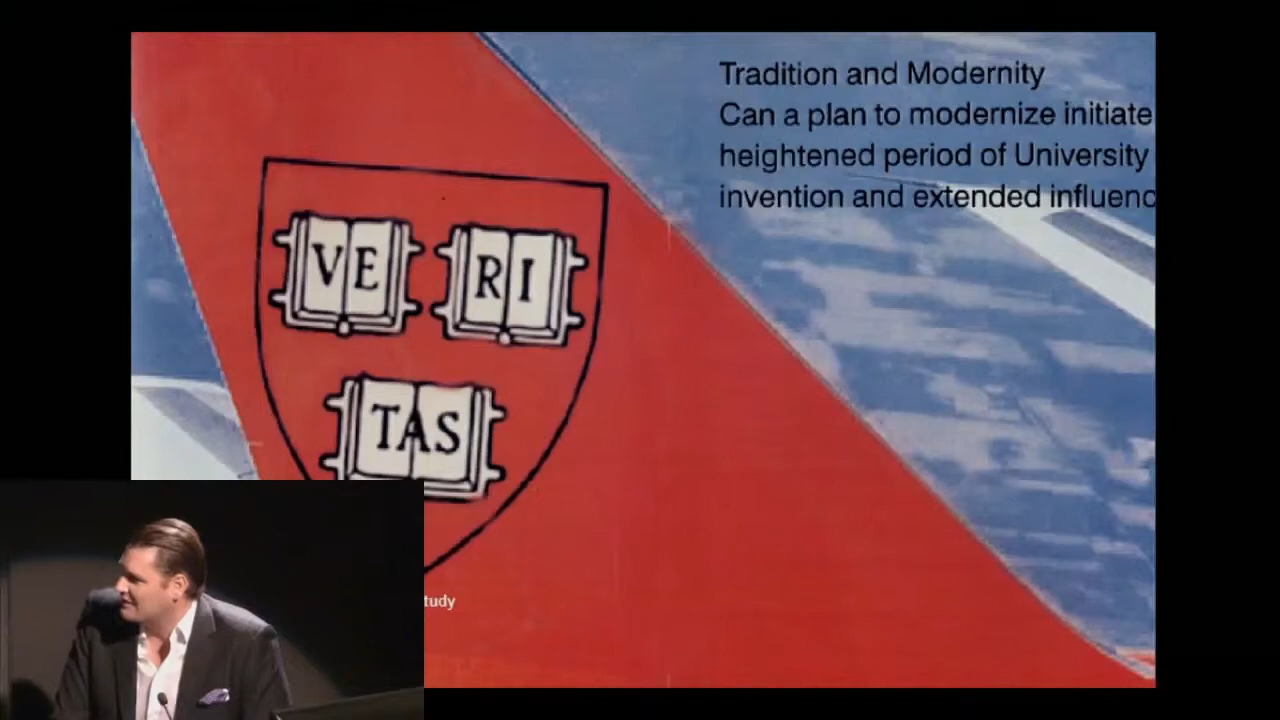 Tradition and Modernity
Can a plan to modernize initiate
heightened period of University
invention and extended influenc
VE RI
TAS
tudy